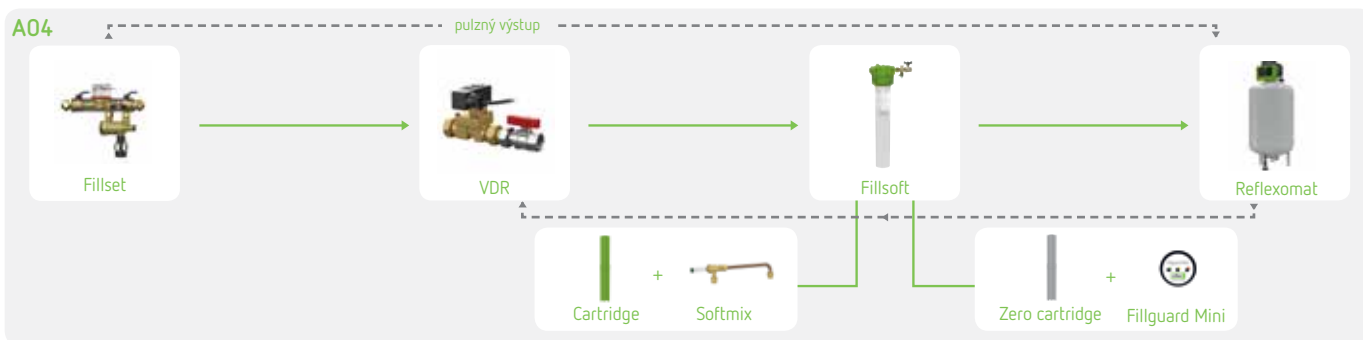 A04
pulzný výstup
Fillset
VDR
Fillsoft
Reflexomat
Cartridge
+
Softmix
Zero cartridge
+
Fillguard Mini